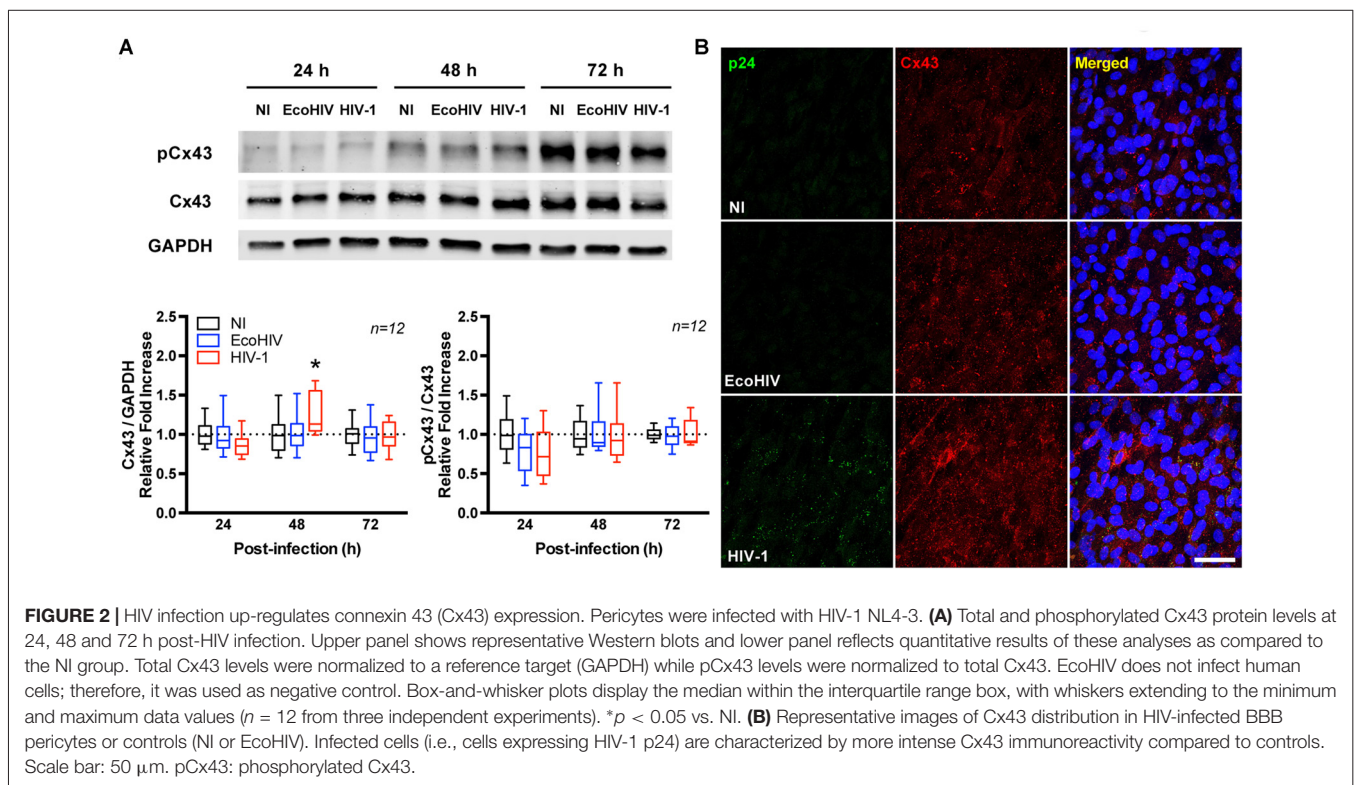 A
24 h 48 h 72 h
NI EcoHIV HIV-1 NI EcoHIV HIV-1 NI EcoHIV HIV-1
pCx43
Cx43
GAPDH
Cx43 / GAPDH
Relative Fold Increase
2.5
2.0
1.5
1.0
0.5
0.0
NI
EcoHIV
HIV-1
n=12
*
24 48 72
Post-infection (h)
pCx43 / Cx43
Relative Fold Increase
2.5
2.0
1.5
1.0
0.5
0.0
n=12
24 48 72
Post-infection (h)
B
p24 Cx43 Merged
NI
EcoHIV
HIV-1
FIGURE 2 | HIV infection up-regulates connexin 43 (Cx43) expression. Pericytes were infected with HIV-1 NL4-3. (A) Total and phosphorylated Cx43 protein levels at
24, 48 and 72 h post-HIV infection. Upper panel shows representative Western blots and lower panel reflects quantitative results of these analyses as compared to
the NI group. Total Cx43 levels were normalized to a reference target (GAPDH) while pCx43 levels were normalized to total Cx43. EcoHIV does not infect human
cells; therefore, it was used as negative control. Box-and-whisker plots display the median within the interquartile range box, with whiskers extending to the minimum
and maximum data values (n = 12 from three independent experiments). *p < 0.05 vs. NI. (B) Representative images of Cx43 distribution in HIV-infected BBB
pericytes or controls (NI or EcoHIV). Infected cells (i.e., cells expressing HIV-1 p24) are characterized by more intense Cx43 immunoreactivity compared to controls.
Scale bar: 50 μm. pCx43: phosphorylated Cx43.